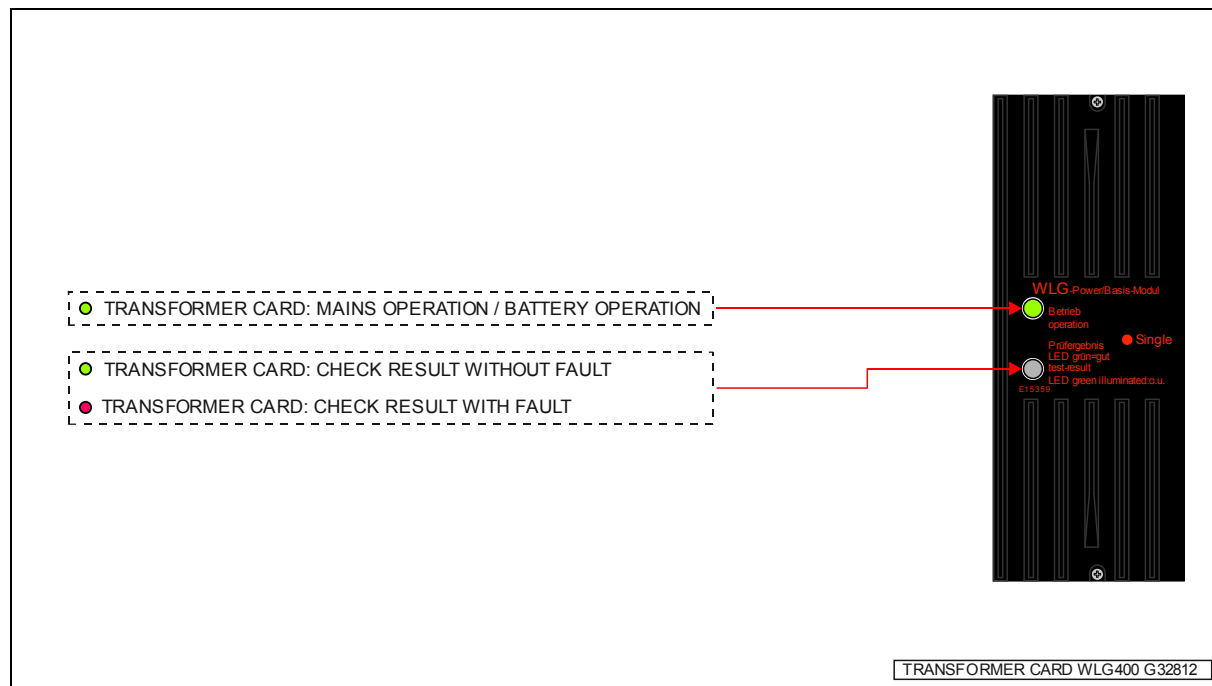 TRANSFORMER CARD: MAINS OPERATION / BATTERY OPERATION
TRANSFORMER CARD: CHECK RESULT WITHOUT FAULT
TRANSFORMER CARD: CHECK RESULT WITH FAULT
WLG-Power/Basis-Modul
Betrieb
operation
Single
Prüfergebnis
LED grün=gut
test-result
LED green illuminated:o.u.
E15359
TRANSFORMER CARD WLG400 G32812